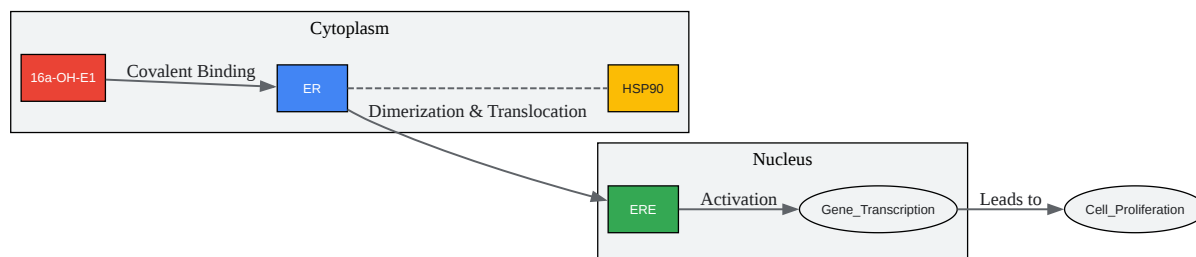 Cytoplasm
16a-OH-E1
Covalent Binding
ER
HSP90
Dimerization & Translocation
Nucleus
ERE
Activation
Gene_Transcription
Leads to
Cell_Proliferation